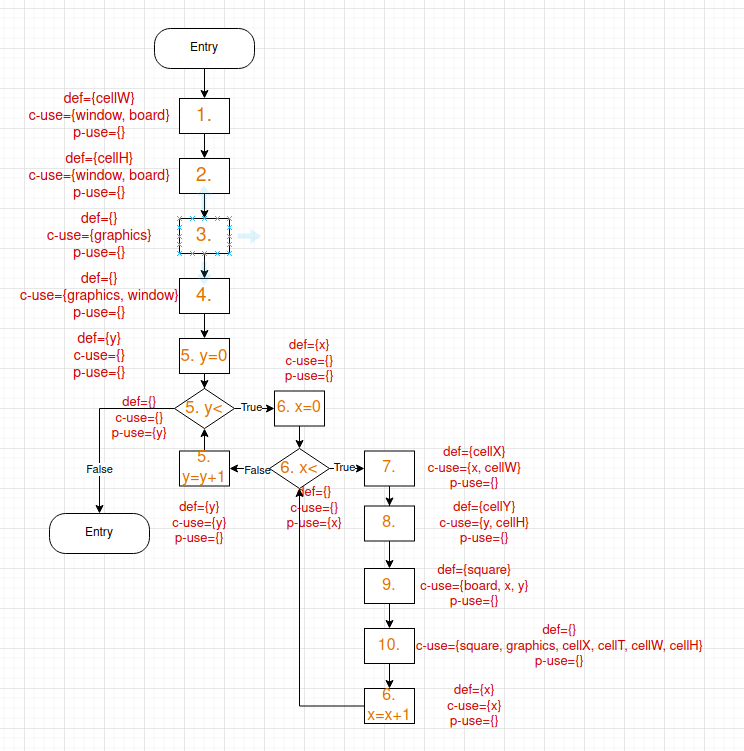 Entry
def={cellW}
c-use={window, board}
p-use={}
1.
def={cellH}
c-use={window, board}
p-use={}
2.
def={}
c-use={graphics}
p-use={}
3.
def={}
c-use={graphics, window}
p-use={}
4.
def={y}
c-use={}
p-use={}
5. y=0
def={x}
c-use={}
p-use={}
def={}
c-use={}
p-use={y}
5. y<
True
6. x=0
False
5.
y=y+1
False
6. x<
True
7.
def={cellX}
c-use={x, cellW}
p-use={}
def={}
c-use={}
p-use={x}
Entry
def={y}
c-use={y}
p-use={}
8.
def={cellY}
c-use={y, cellH}
p-use={}
9.
def={square}
c-use={board, x, y}
p-use={}
10.
def={}
c-use={square, graphics, cellX, cellT, cellW, cellH}
p-use={}
6.
x=x+1
def={x}
c-use={x}
p-use={}